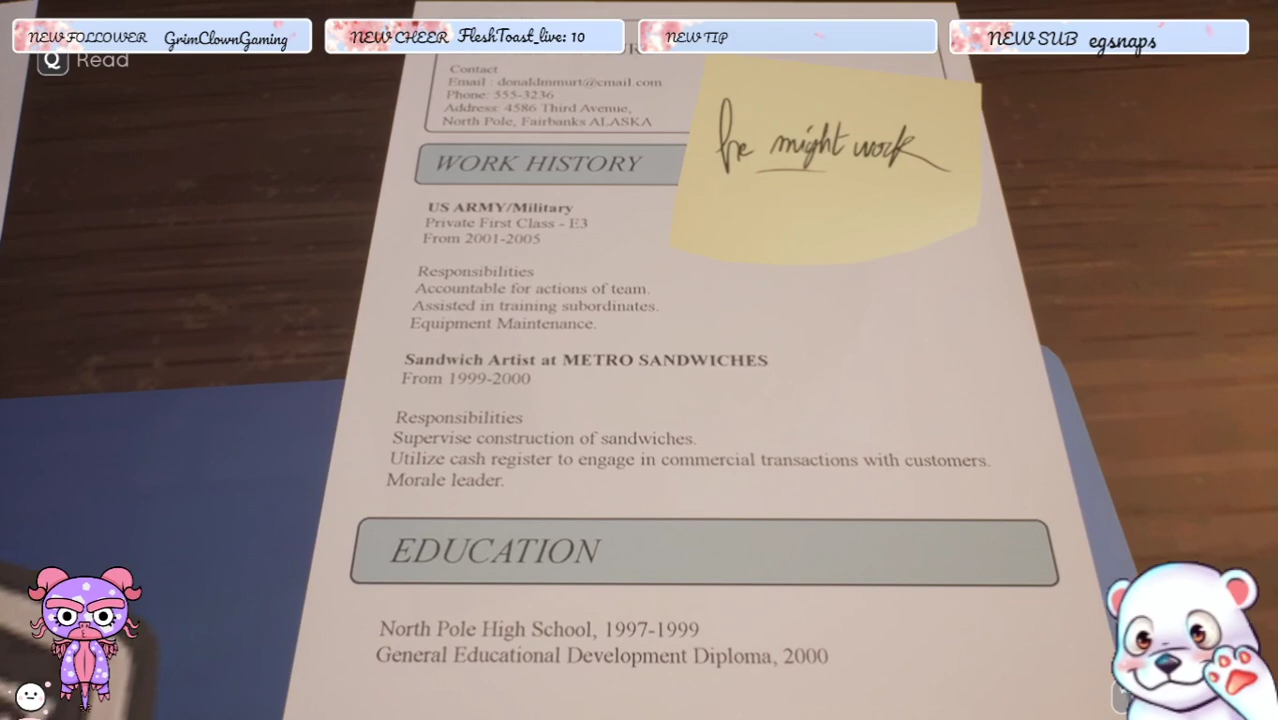 NEW FOLLOWER GrimClownGaming
NEW CHEER FleshToast_live: 10
NEW TIP
NEW SUB egsnaps
Q Read
Contact
Email : donaldmmurt@cmail.com
Phone: 555-3236
Address: 4586 Third Avenue,
North Pole, Fairbanks ALASKA
he might work
WORK HISTORY
US ARMY/Military
Private First Class - E3
From 2001-2005
Responsibilities
Accountable for actions of team.
Assisted in training subordinates.
Equipment Maintenance.
Sandwich Artist at METRO SANDWICHES
From 1999-2000
Responsibilities
Supervise construction of sandwiches.
Utilize cash register to engage in commercial transactions with customers.
Morale leader.
EDUCATION
North Pole High School, 1997-1999
General Educational Development Diploma, 2000